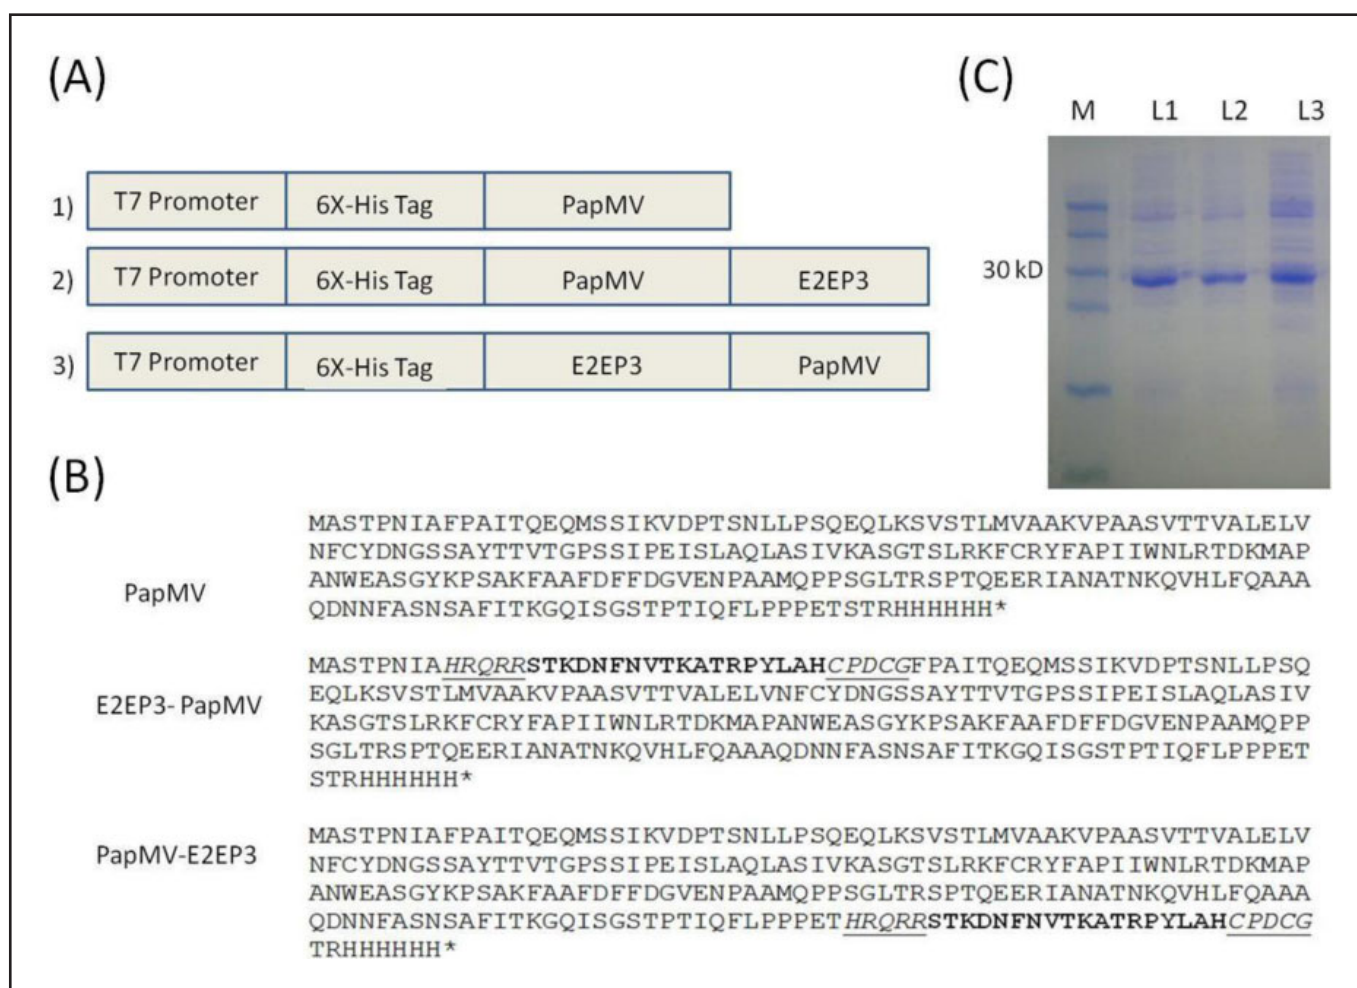 (A)
1) T7 Promoter 6X-His Tag PapMV
2) T7 Promoter 6X-His Tag PapMV E2EP3
3) T7 Promoter 6X-His Tag E2EP3 PapMV
(C)
M L1 L2 L3
30 kD
(B)
PapMV
MASTPNIAFPAITQEQMSSIKVDPTSNLLPSQEQLKSVSTLMVAAKVPAASVTTVALELV
NFCYDNGSSAYTTVTGPSSIPEISLAQLASIVKASGTSLRKFCRYFAPIIWNLRTDKMAP
ANWEASGYKPSAKFAAFDFFDGVENPAAMQPPSGLTRSPTQEERIANATNKQVHLFQAAA
QDNNFASNSAFITKGQISGSTPTIQFLPPPETSTRHHHHHH*
E2EP3- PapMV
MASTPNIAHRQRRSTKDNFNVTKATRPYLAHCPDCGFPAITQEQMSSIKVDPTSNLLPSQ
EQLKSVSTLMVAAKVPAASVTTVALELVNFCYDNGSSAYTTVTGPSSIPEISLAQLASIV
KASGTSLRKFCRYFAPIIWNLRTDKMAPANWEASGYKPSAKFAAFDFFDGVENPAAMQPP
SGLTRSPTQEERIANATNKQVHLFQAAAQDNNFASNSAFITKGQISGSTPTIQFLPPPET
STRHHHHHH*
PapMV-E2EP3
MASTPNIAFPAITQEQMSSIKVDPTSNLLPSQEQLKSVSTLMVAAKVPAASVTTVALELV
NFCYDNGSSAYTTVTGPSSIPEISLAQLASIVKASGTSLRKFCRYFAPIIWNLRTDKMAP
ANWEASGYKPSAKFAAFDFFDGVENPAAMQPPSGLTRSPTQEERIANATNKQVHLFQAAA
QDNNFASNSAFITKGQISGSTPTIQFLPPPETHRQRRSTKDNFNVTKATRPYLAHCPDCG
TRHHHHHH*